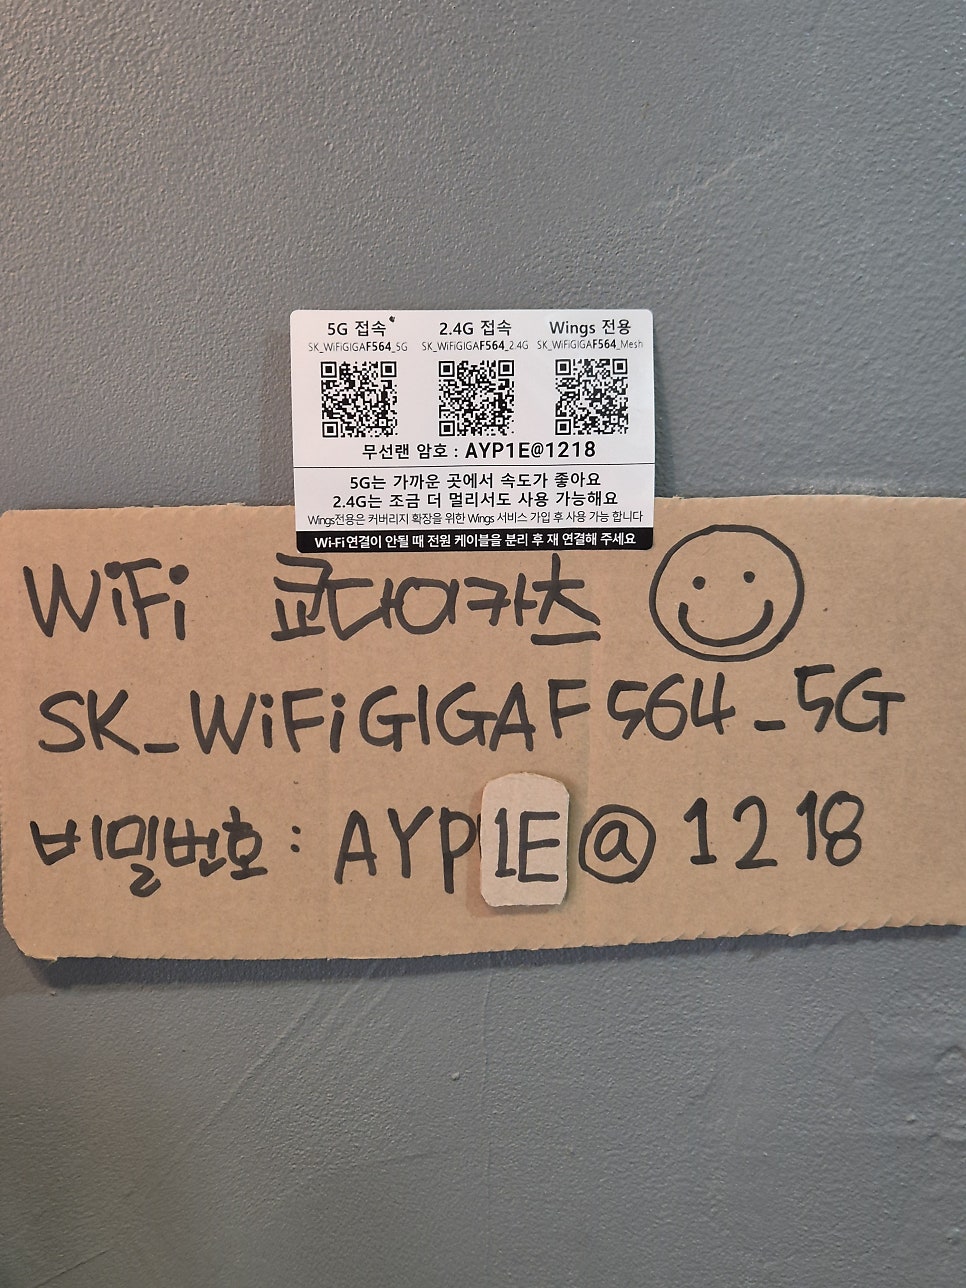 5G 접속 2.4G 접속 Wings 전용
SK_WiFiGIGAF564_5G SK_WiFiGIGAF564_2.4G SK_WiFiGIGAF564_Mesh
무선랜 암호 : AYP1E@1218
5G는 가까운 곳에서 속도가 좋아요
2.4G는 조금 더 멀리서도 사용 가능해요
Wings전용은 커버리지 확장을 위한 Wings 서비스 가입 후 사용 가능 합니다
Wi-Fi 연결이 안될 때 전원 케이블을 분리 후 재 연결해 주세요
WiFi 쿄다이카츠
SK_WiFiGIGAF564_5G
비밀번호 : AYP1E@1218